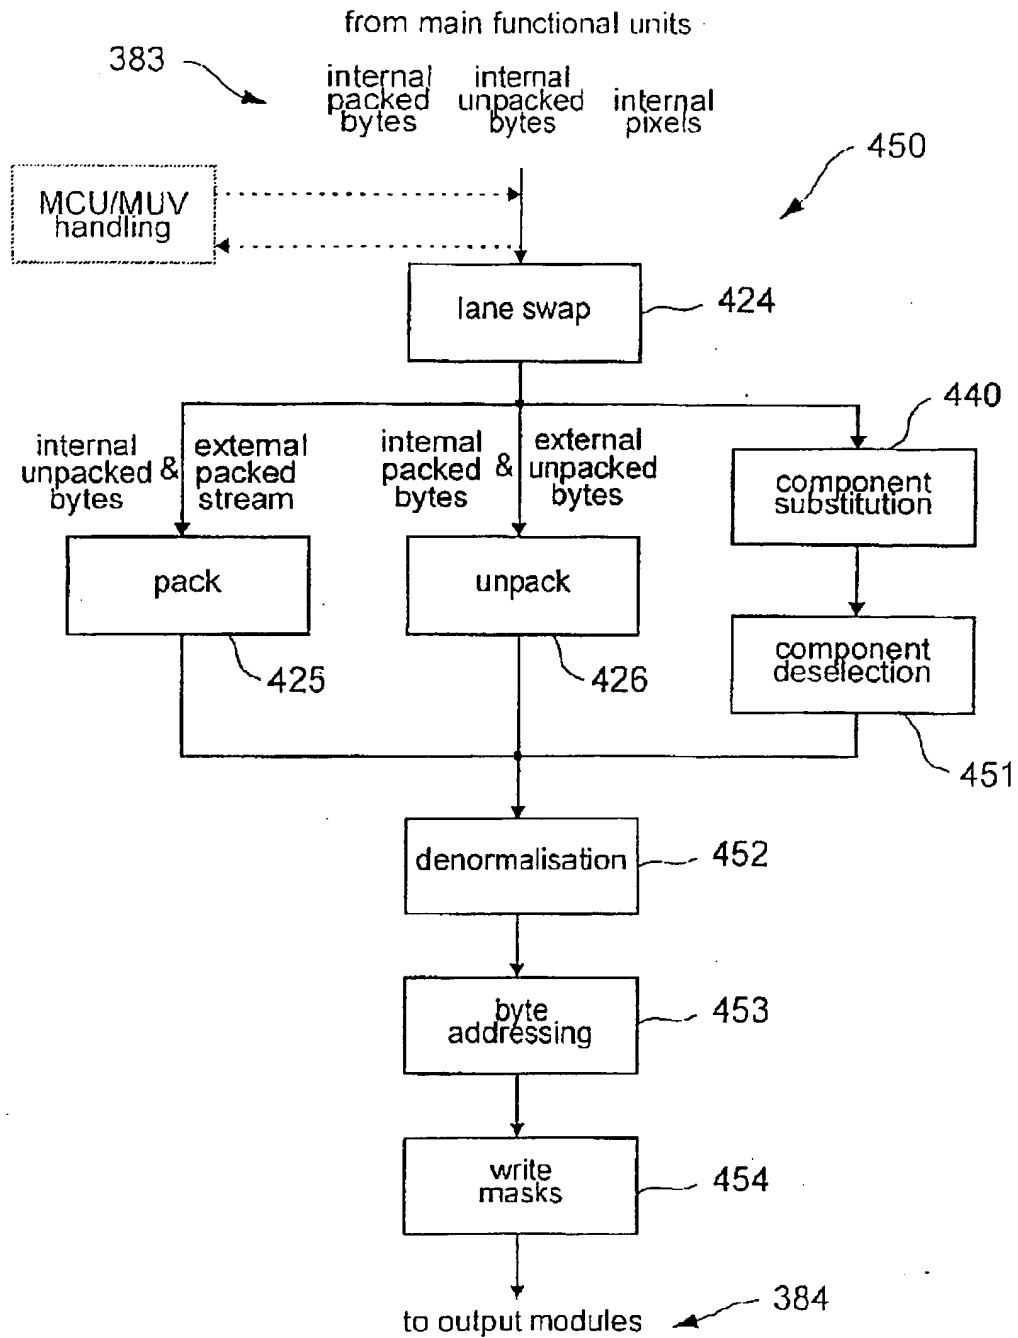 from main functional units
383
internal
packed
bytes
internal
unpacked
bytes
internal
pixels
450
MCU/MUV
handling
lane swap
424
440
internal
unpacked
bytes
&
external
packed
stream
internal
packed
bytes
&
external
unpacked
bytes
component
substitution
pack
unpack
component
deselection
425
426
451
denormalisation
452
byte
addressing
453
write
masks
454
to output modules
384